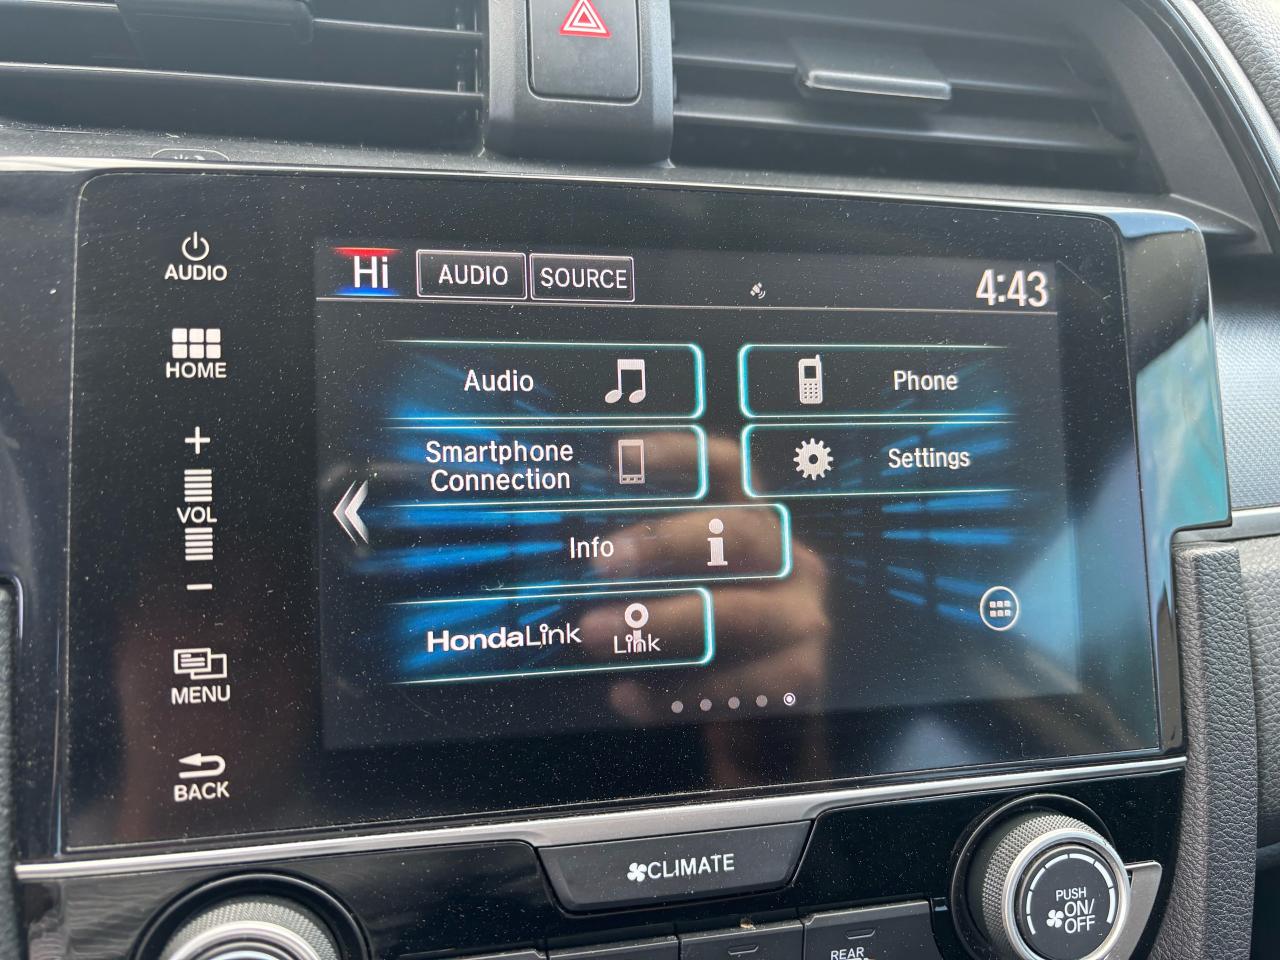 AUDIO
HOME
+
VOL
−
MENU
BACK
Hi
AUDIO
SOURCE
4:43
Audio
Phone
Smartphone
Connection
Settings
Info
HondaLink
Link
CLIMATE
PUSH
ON/
OFF
REAR